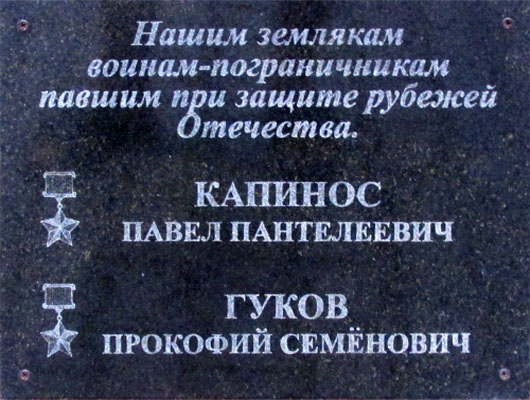 Нашим землякам
воинам-пограничникам
павшим при защите рубежей
Отечества.
КАПИНОС
ПАВЕЛ ПАНТЕЛЕЕВИЧ
ГУКОВ
ПРОКОФИЙ СЕМЁНОВИЧ